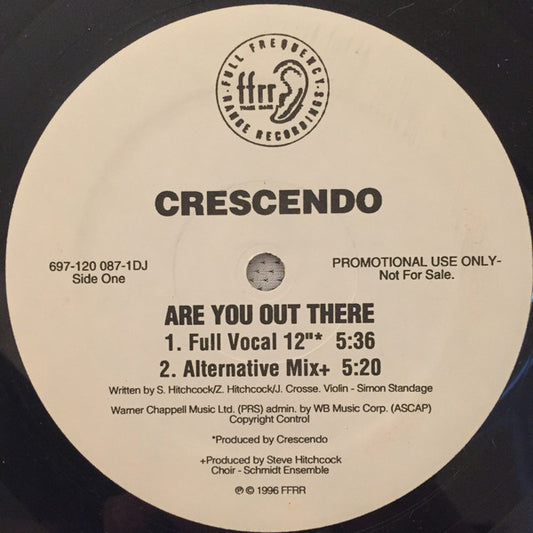 FULL FREQUENCY
ffrr
TRADE MARK
RANGE RECORDINGS
CRESCENDO
697-120 087-1DJ
Side One
PROMOTIONAL USE ONLY-
Not For Sale.
ARE YOU OUT THERE
1. Full Vocal 12"* 5:36
2. Alternative Mix+ 5:20
Written by S. Hitchcock/Z. Hitchcock/J. Crosse. Violin - Simon Standage
Warner Chappell Music Ltd. (PRS) admin. by WB Music Corp. (ASCAP)
Copyright Control
*Produced by Crescendo
+Produced by Steve Hitchcock
Choir - Schmidt Ensemble
℗ © 1996 FFRR